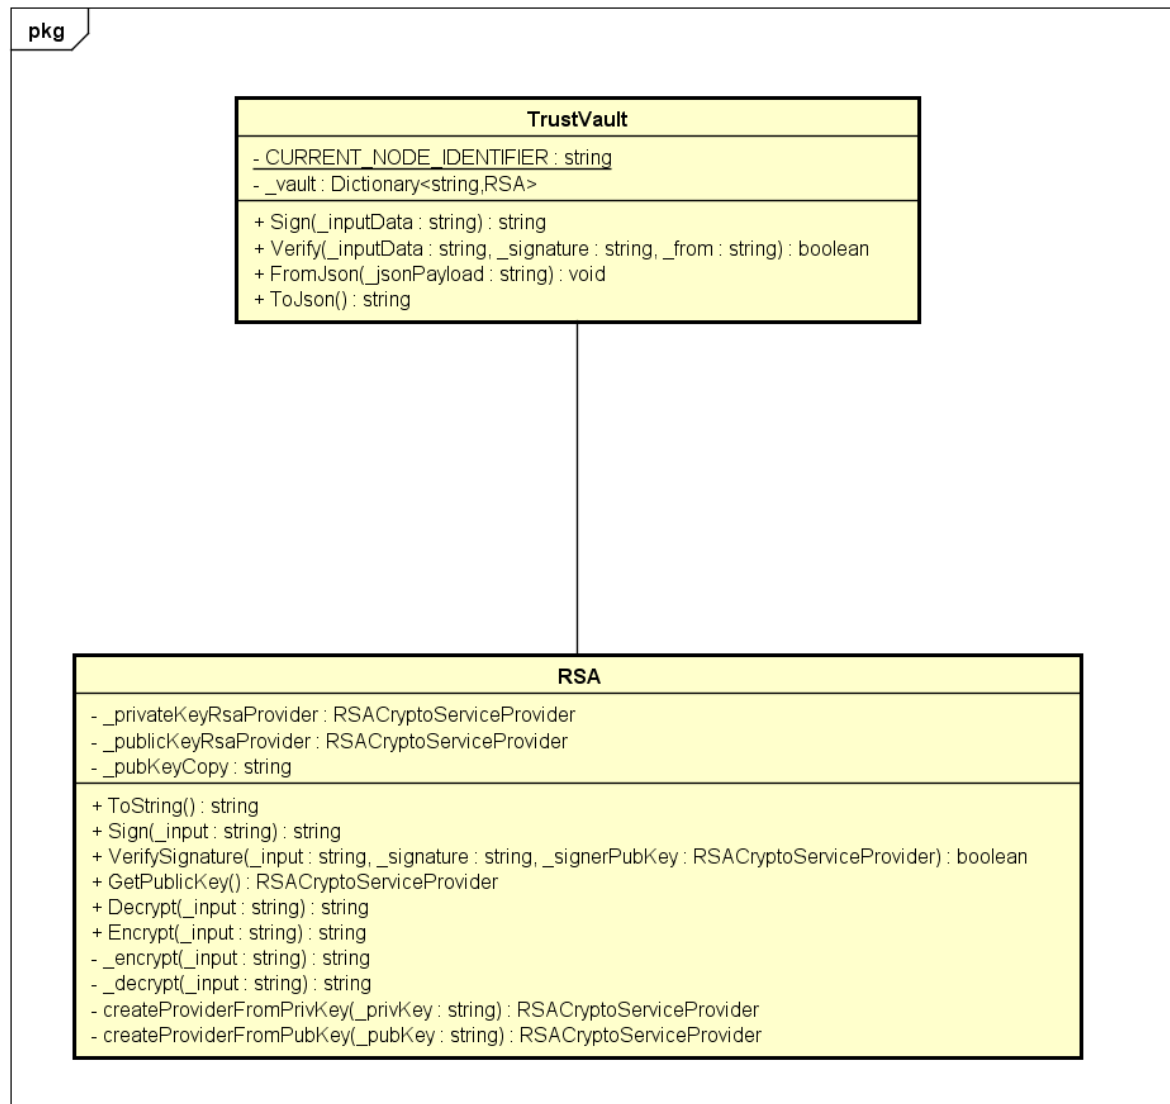 pkg
TrustVault
- CURRENT_NODE_IDENTIFIER : string
- _vault : Dictionary<string,RSA>
+ Sign(_inputData : string) : string
+ Verify(_inputData : string, _signature : string, _from : string) : boolean
+ FromJson(_jsonPayload : string) : void
+ ToJson() : string
RSA
- _privateKeyRsaProvider : RSACryptoServiceProvider
- _publicKeyRsaProvider : RSACryptoServiceProvider
- _pubKeyCopy : string
+ ToString() : string
+ Sign(_input : string) : string
+ VerifySignature(_input : string, _signature : string, _signerPubKey : RSACryptoServiceProvider) : boolean
+ GetPublicKey() : RSACryptoServiceProvider
+ Decrypt(_input : string) : string
+ Encrypt(_input : string) : string
- _encrypt(_input : string) : string
- _decrypt(_input : string) : string
- createProviderFromPrivKey(_privKey : string) : RSACryptoServiceProvider
- createProviderFromPubKey(_pubKey : string) : RSACryptoServiceProvider